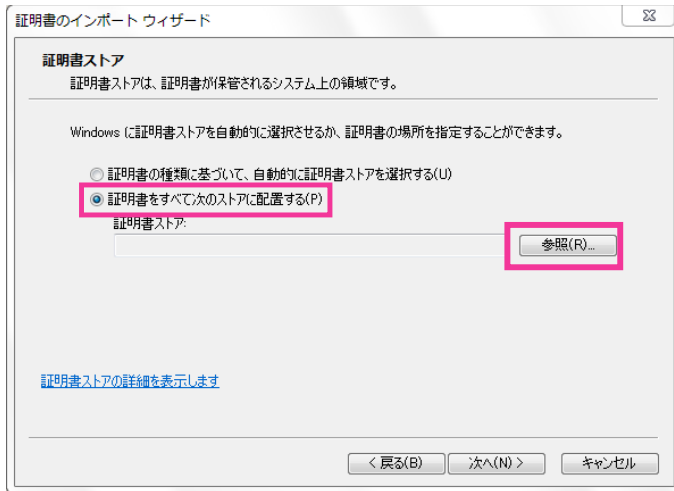 証明書のインポート ウィザード
証明書ストア
証明書ストアは、証明書が保管されるシステム上の領域です。
Windows に証明書ストアを自動的に選択させるか、証明書の場所を指定することができます。
証明書の種類に基づいて、自動的に証明書ストアを選択する(U)
証明書をすべて次のストアに配置する(P)
証明書ストア:
参照(R)...
証明書ストアの詳細を表示します
< 戻る(B) 次へ(N) > キャンセル